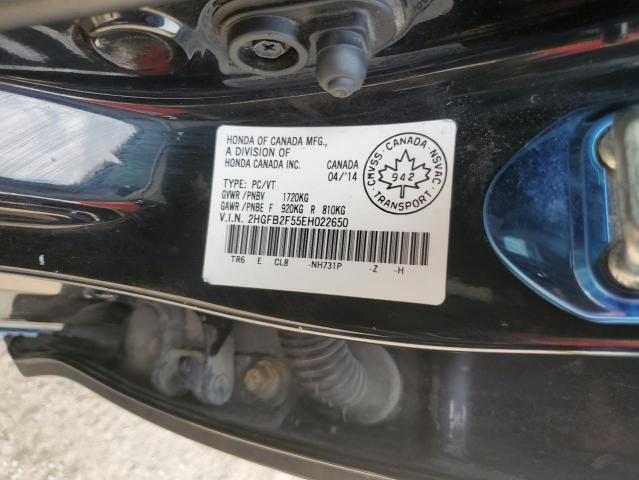 HONDA OF CANADA MFG.,
A DIVISION OF
HONDA CANADA INC. CANADA
04/'14
TYPE: PC/VT
GVWR/PNBV 1720KG
GAWR/PNBE F 920KG R 810KG
V.I.N. 2HGFB2F55EH022650
TR6 E CL8 -NH731P -Z -H
CMVSS·CANADA·NSVAC
942
TRANSPORT